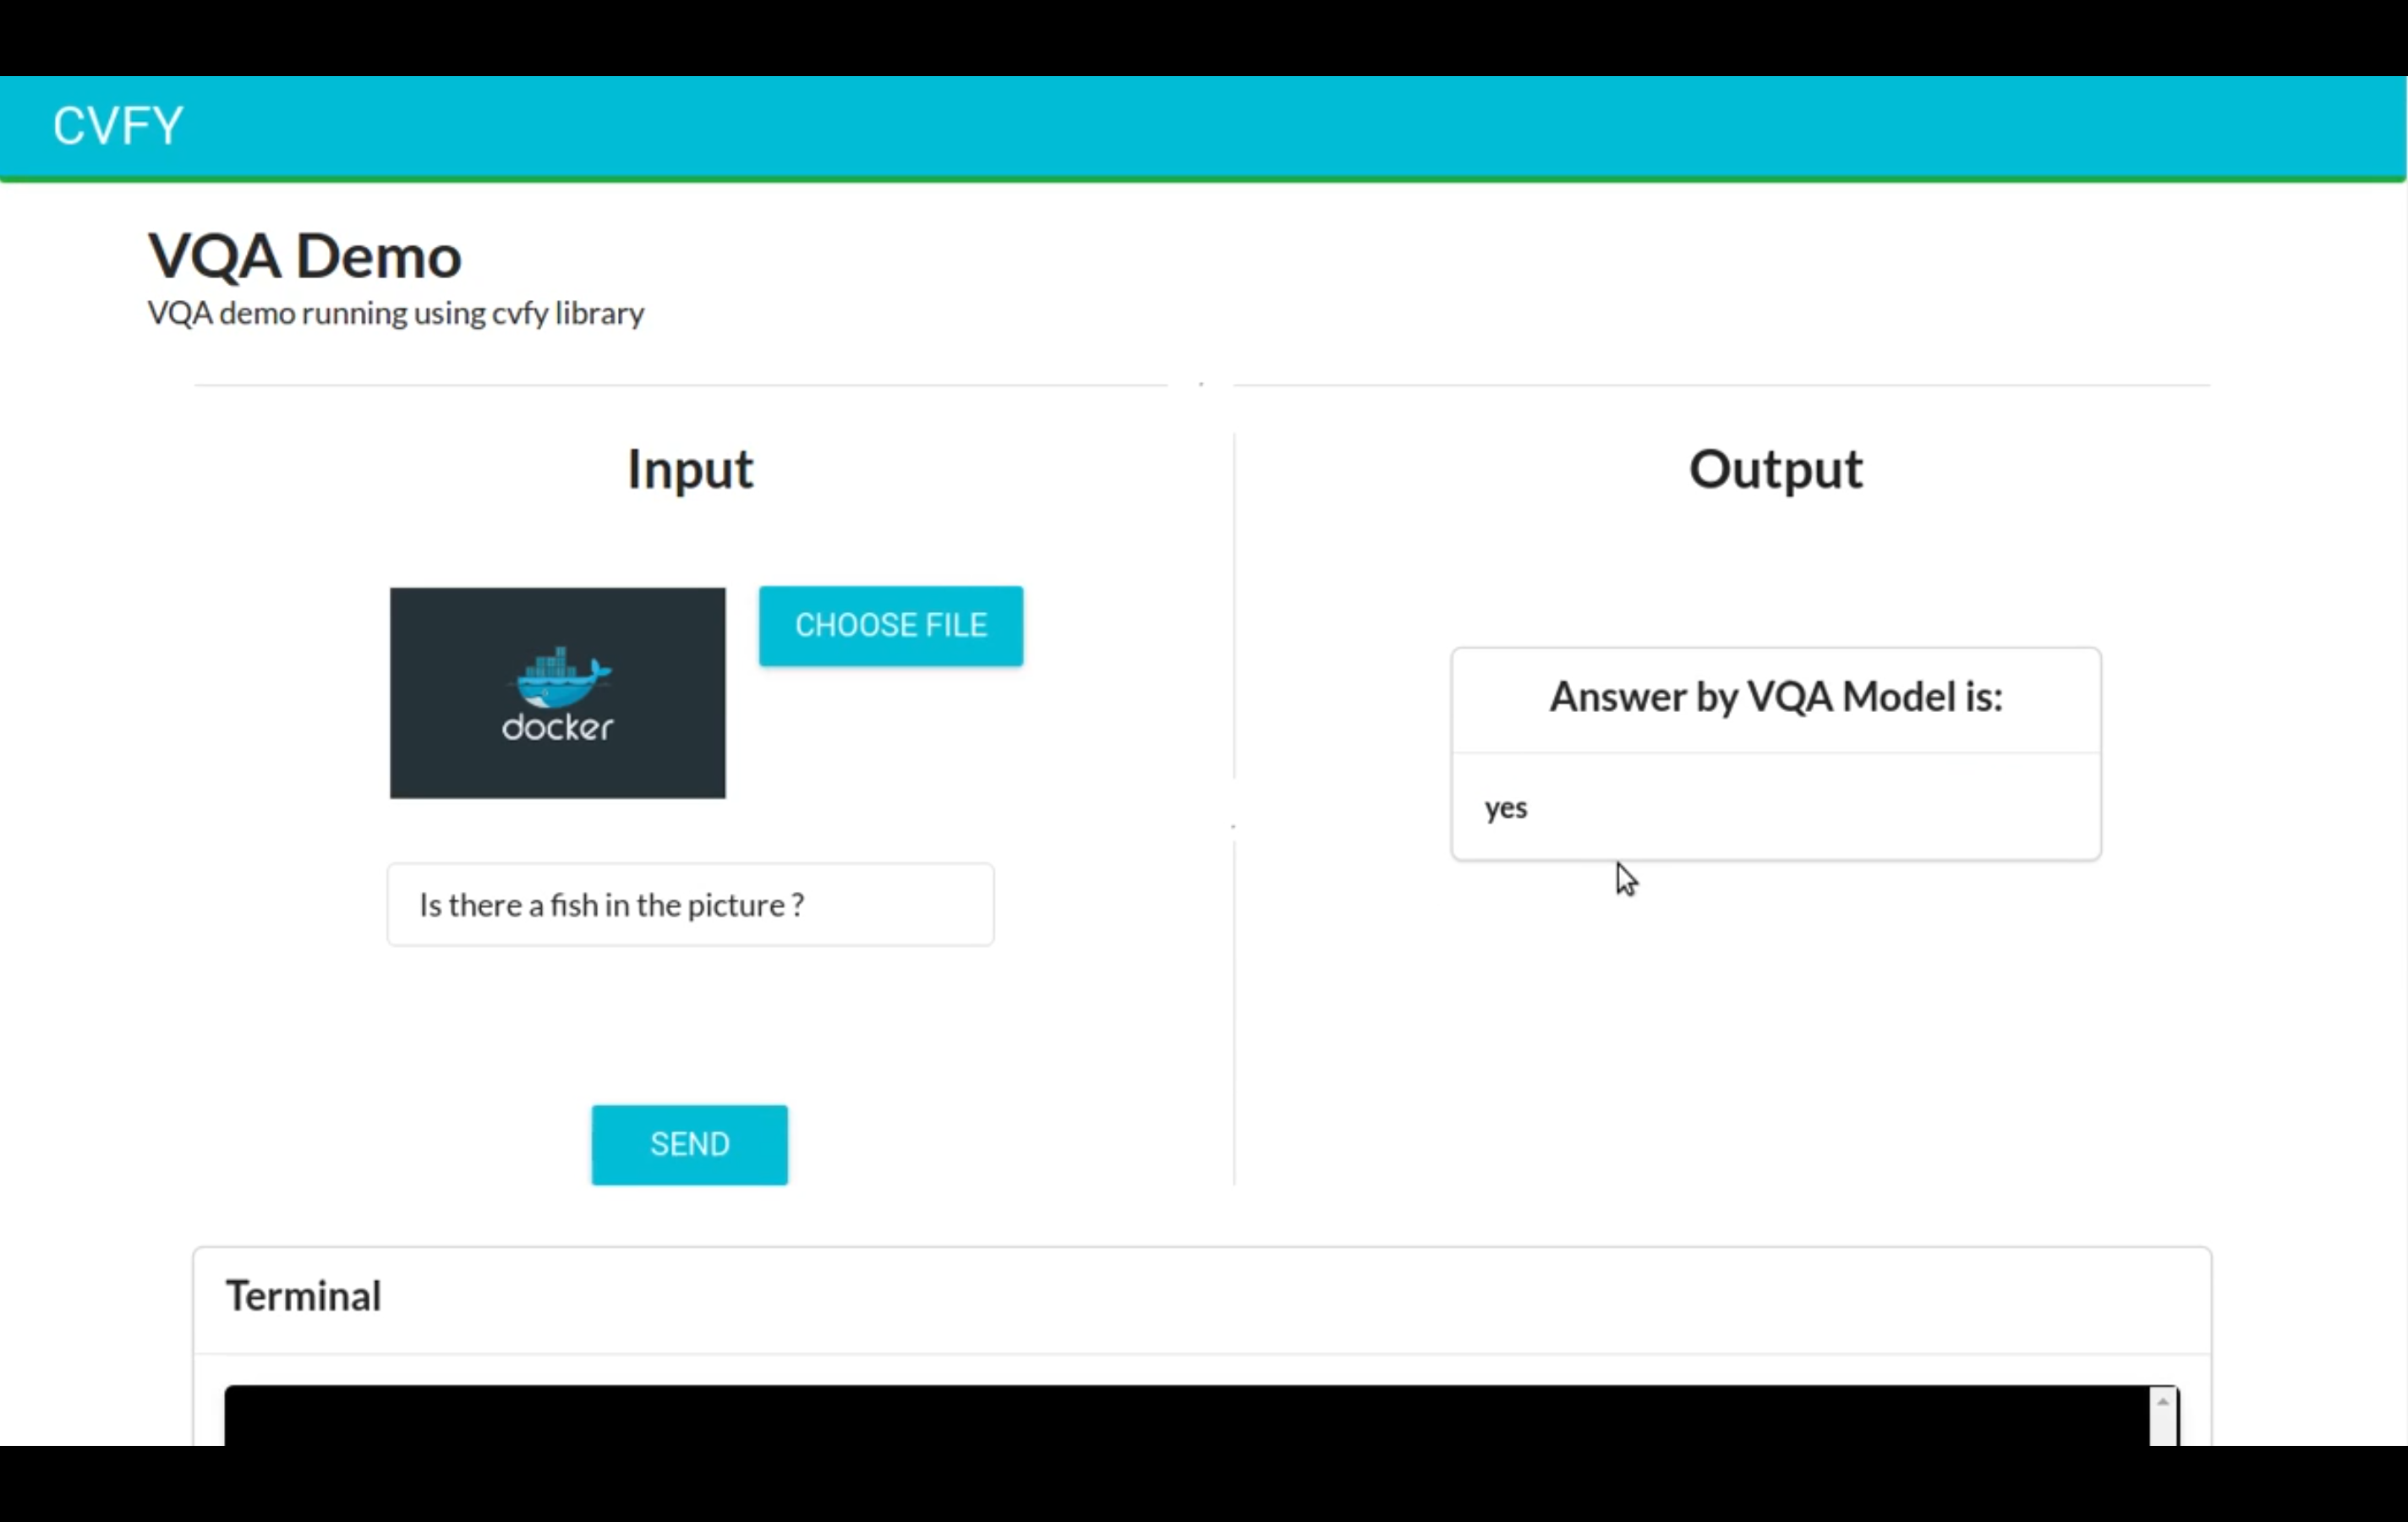 CVFY
VQA Demo
VQA demo running using cvfy library
Input
Output
CHOOSE FILE
docker
Answer by VQA Model is:
yes
Is there a fish in the picture ?
SEND
Terminal